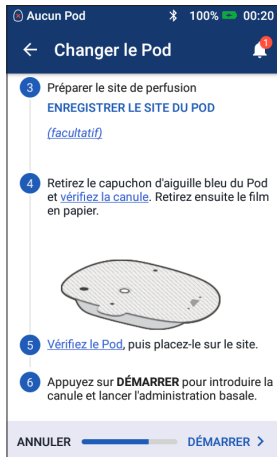 Aucun Pod 100% 00:20
Changer le Pod 1
3 Préparer le site de perfusion
ENREGISTRER LE SITE DU POD
(facultatif)
4 Retirez le capuchon d'aiguille bleu du Pod
et vérifiez la canule. Retirez ensuite le film
en papier.
5 Vérifiez le Pod, puis placez-le sur le site.
6 Appuyez sur DÉMARRER pour introduire la
canule et lancer l'administration basale.
ANNULER DÉMARRER